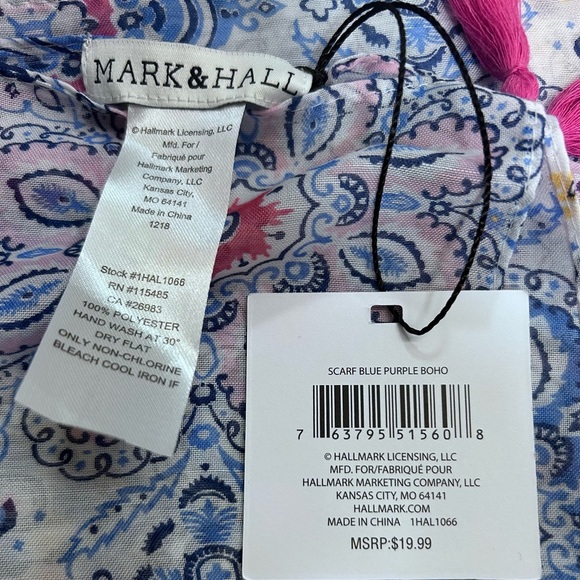 MARK & HALL
© Hallmark Licensing, LLC
Mfd. For /
Fabriqué pour
Hallmark Marketing
Company, LLC
Kansas City,
MO 64141
Made in China
1218
Stock #1HAL1066
RN #115485
CA #26983
100% POLYESTER
HAND WASH AT 30°
DRY FLAT
ONLY NON-CHLORINE
BLEACH COOL IRON IF
SCARF BLUE PURPLE BOHO
7 63795 51560 8
© HALLMARK LICENSING, LLC
MFD. FOR/FABRIQUÉ POUR
HALLMARK MARKETING COMPANY, LLC
KANSAS CITY, MO 64141
HALLMARK.COM
MADE IN CHINA 1HAL1066
MSRP:$19.99